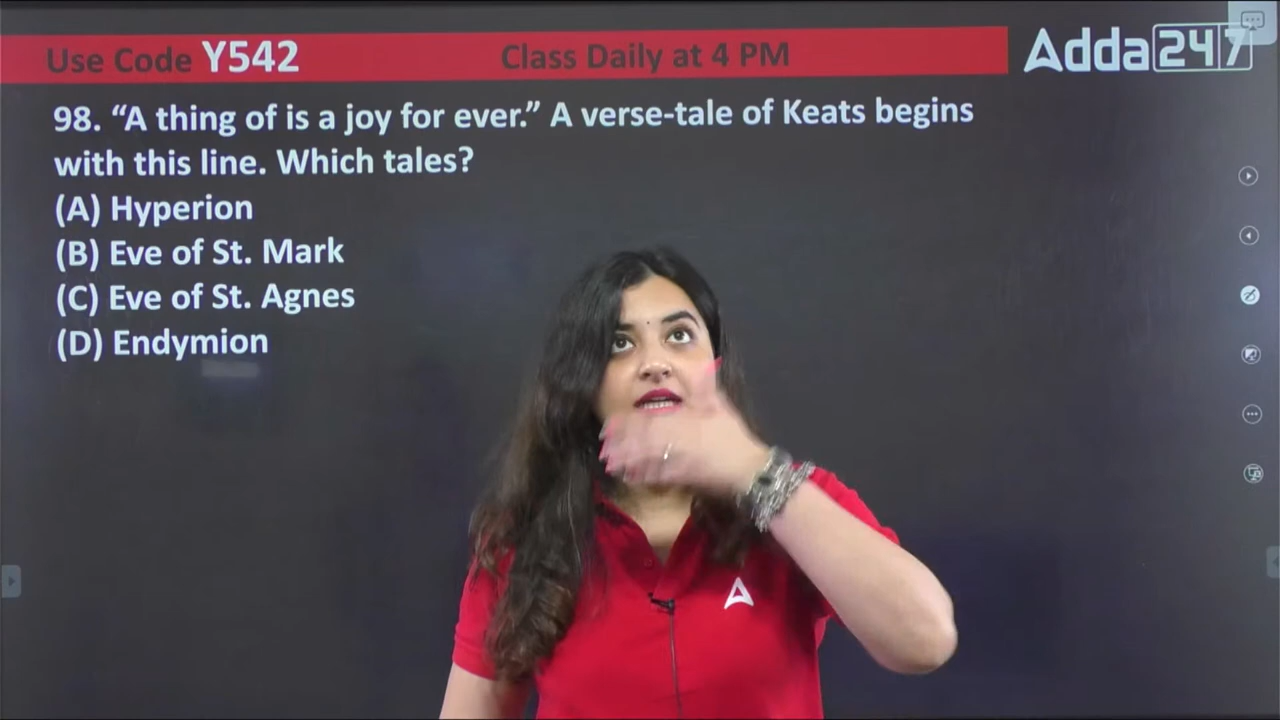 Use Code Y542 Class Daily at 4 PM Adda247
98. “A thing of is a joy for ever.” A verse-tale of Keats begins
with this line. Which tales?
(A) Hyperion
(B) Eve of St. Mark
(C) Eve of St. Agnes
(D) Endymion